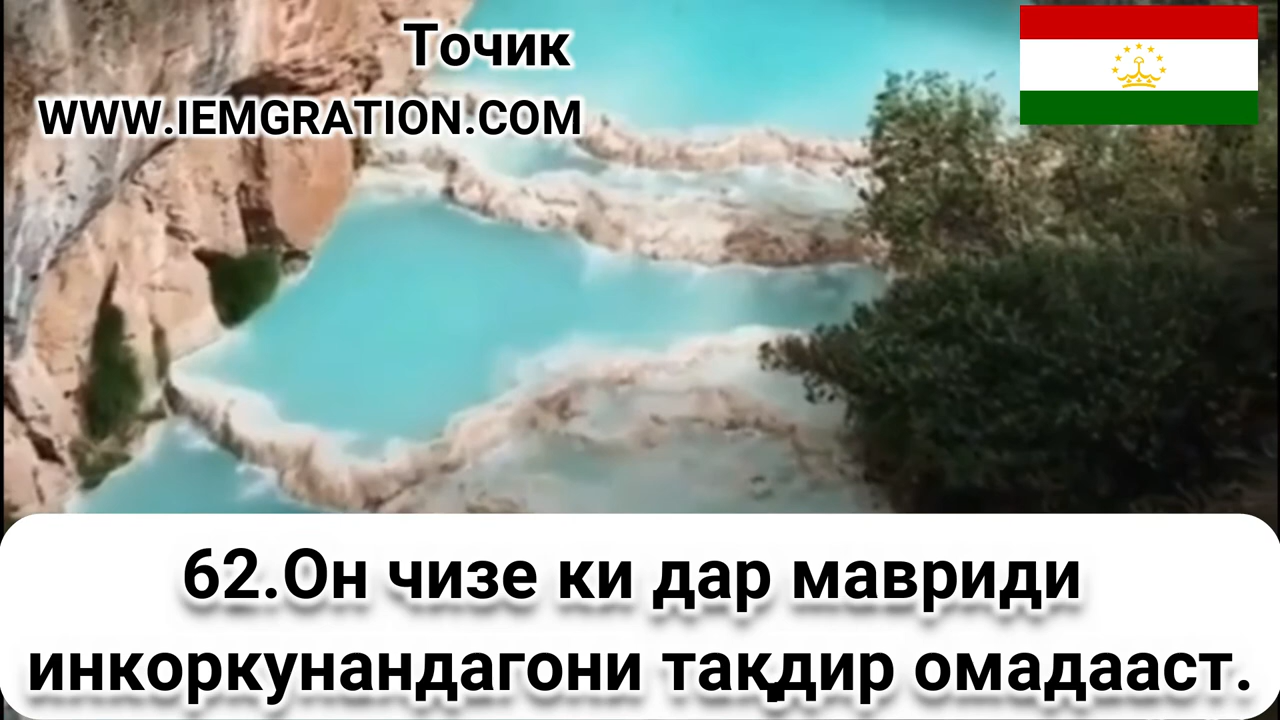 Точик
WWW.IEMGRATION.COM
62.Он чизе ки дар мавриди
инкоркунандагони тақдир омадааст.